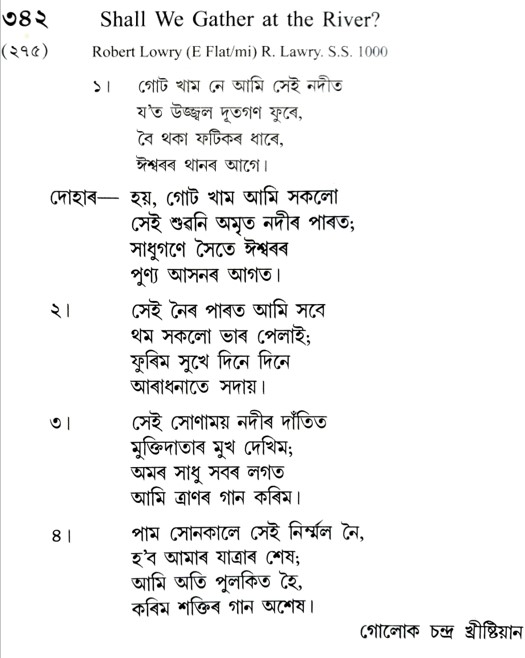 ৩৪২ Shall We Gather at the River?
(২৭৫) Robert Lowry (E Flat/mi) R. Lawry. S.S. 1000
১। গোট খাম নে আমি সেই নদীত
য'ত উজ্জ্বল দূতগণ ফুৰে,
বৈ থকা ফটিকৰ ধাৰে,
ঈশ্বৰৰ থানৰ আগে।
দোহাৰ— হয়, গোট খাম আমি সকলো
সেই শুৱনি অমৃত নদীৰ পাৰত;
সাধুগণে সৈতে ঈশ্বৰৰ
পুণ্য আসনৰ আগত।
২। সেই নৈৰ পাৰত আমি সবে
থম সকলো ভাৰ পেলাই;
ফুৰিম সুখে দিনে দিনে
আৰাধনাতে সদায়।
৩। সেই সোণাময় নদীৰ দাঁতিত
মুক্তিদাতাৰ মুখ দেখিম;
অমৰ সাধু সবৰ লগত
আমি ত্ৰাণৰ গান কৰিম।
৪। পাম সোনকালে সেই নিৰ্ম্মল নৈ,
হ'ব আমাৰ যাত্ৰাৰ শেষ;
আমি অতি পুলকিত হৈ,
কৰিম শক্তিৰ গান অশেষ।
গোলোক চন্দ্ৰ খ্ৰীষ্টিয়ান